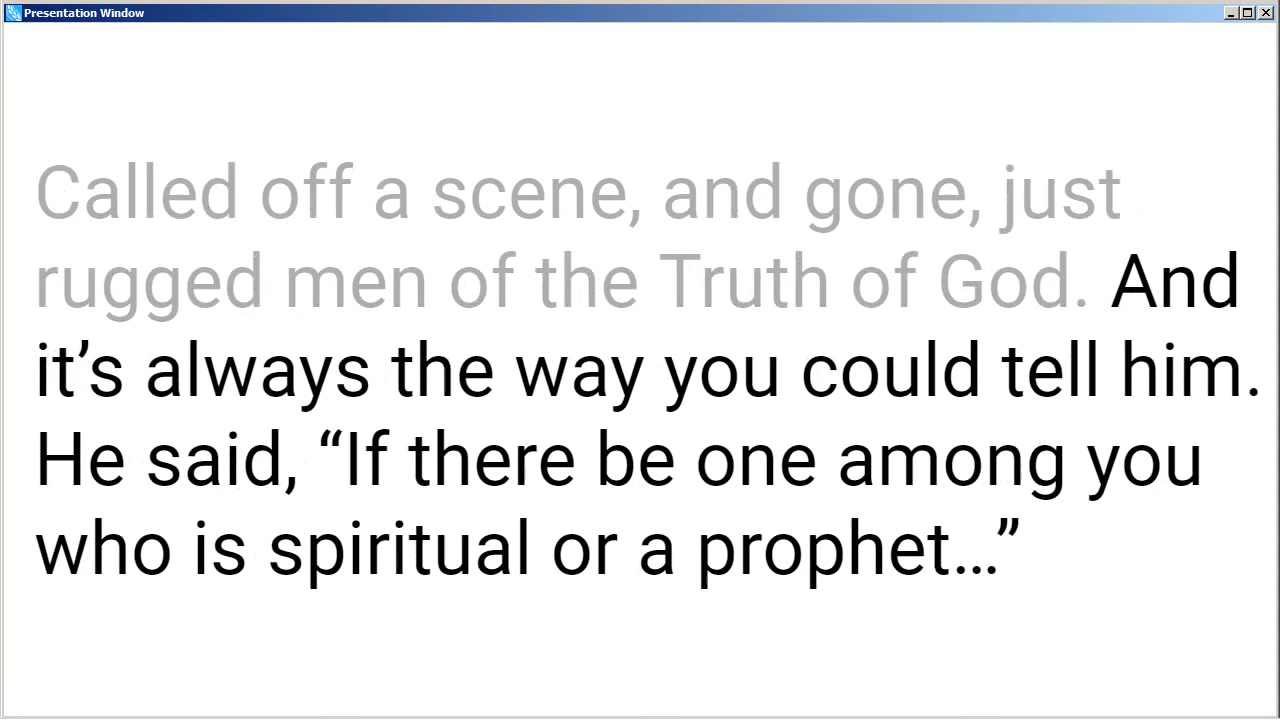 Presentation Window
Called off a scene, and gone, just
rugged men of the Truth of God. And
it’s always the way you could tell him.
He said, “If there be one among you
who is spiritual or a prophet…”